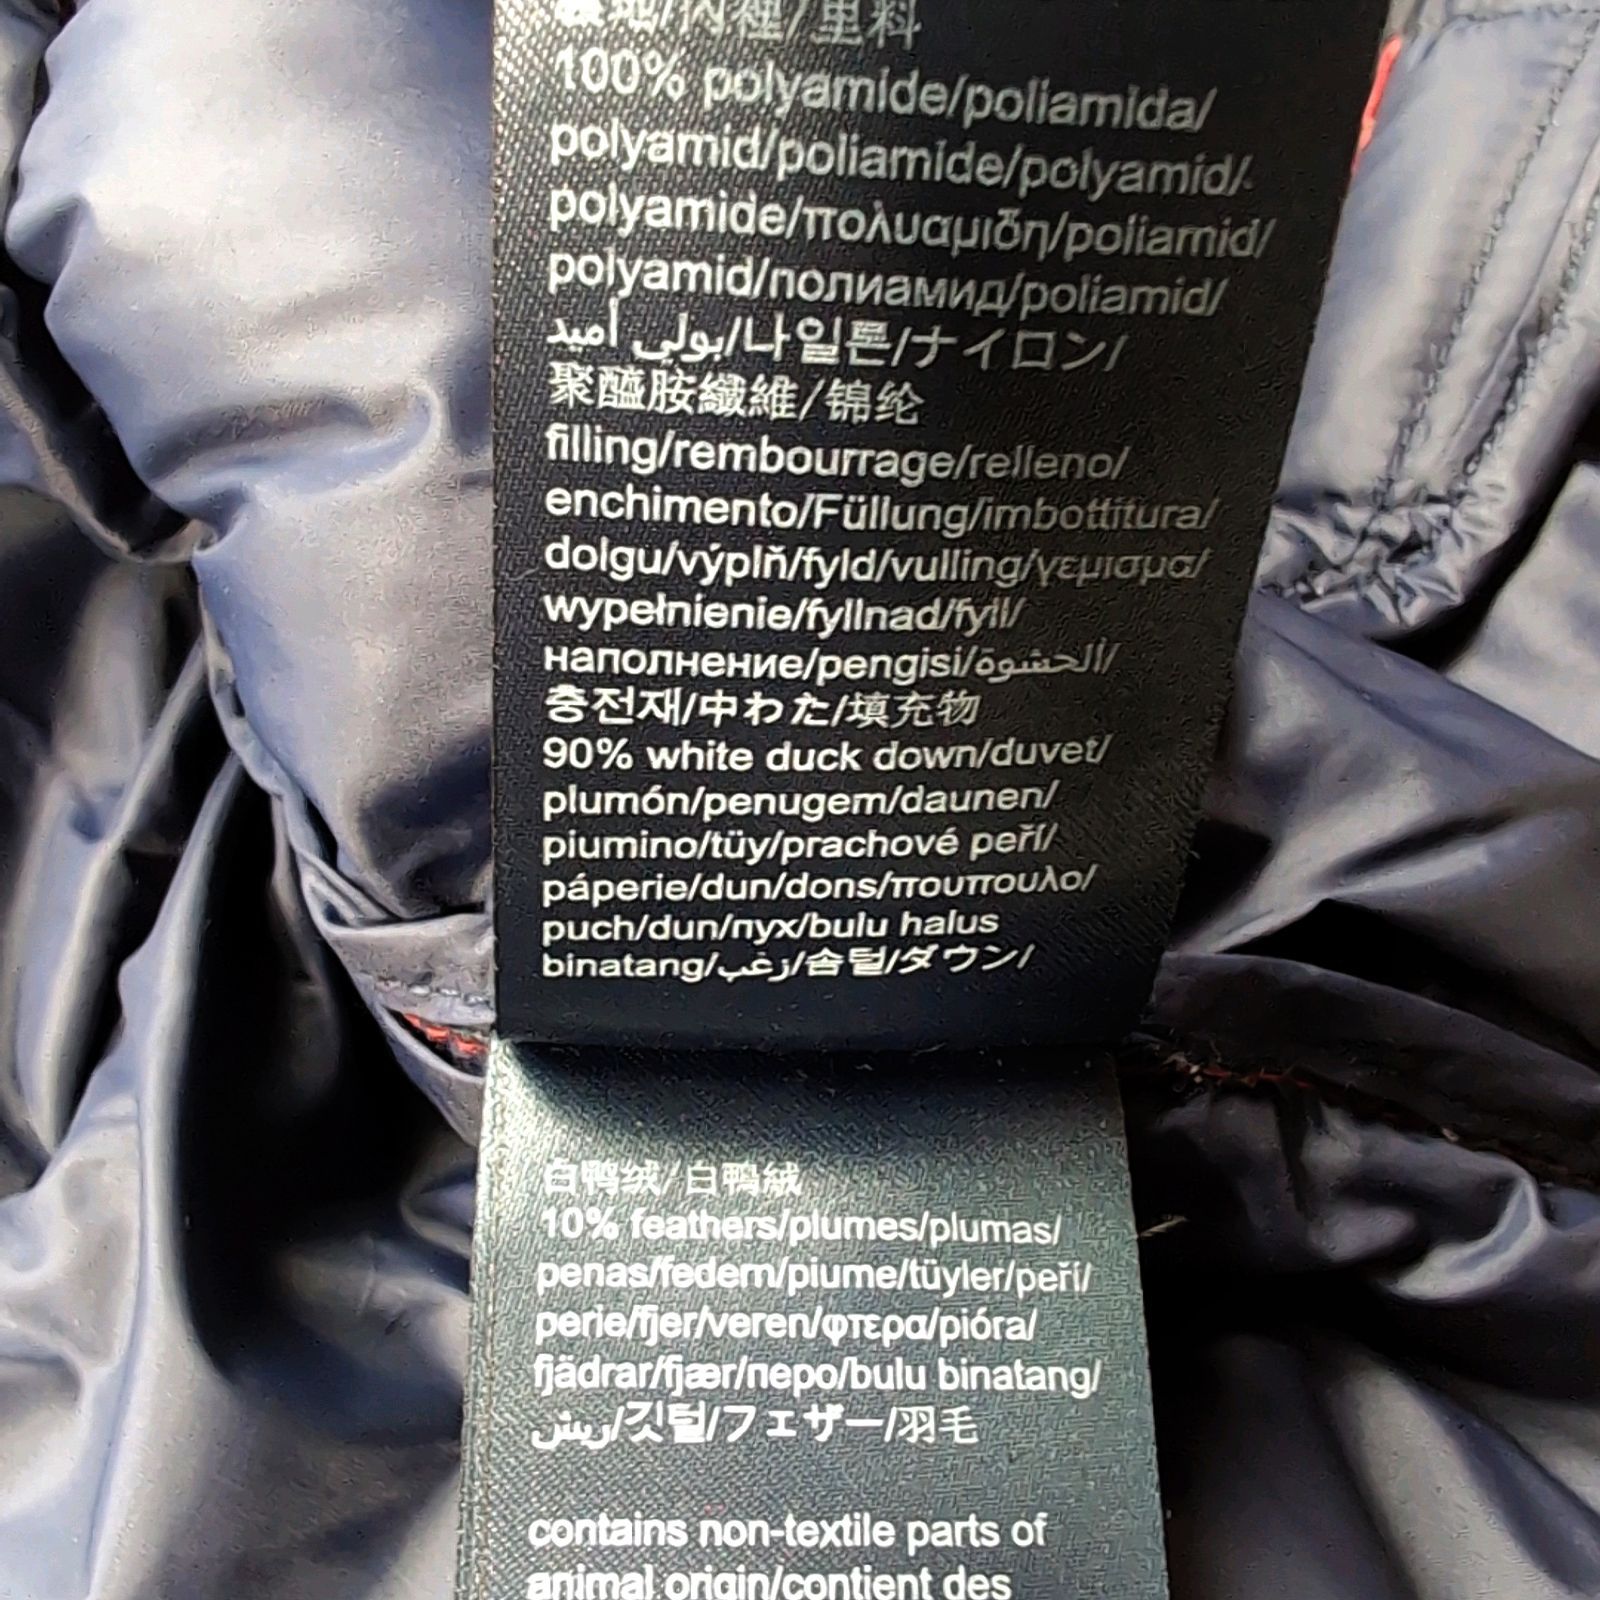 地/內裡/里料
100% polyamide/poliamida/
polyamid/poliamide/polyamid/
polyamide/πολυαμιδη/poliamid/
polyamid/полиамид/poliamid/
بولي أميد/나일론/ナイロン/
聚醯胺纖維/锦纶
filling/rembourrage/relleno/
enchimento/Füllung/imbottitura/
dolgu/výplň/fyld/vulling/γεμισμα/
wypełnienie/fyllnad/fyll/
наполнение/pengisi/الحشوة/
충전재/中わた/填充物
90% white duck down/duvet/
plumón/penugem/daunen/
piumino/tüy/prachové peří/
páperie/dun/dons/πουπουλο/
puch/dun/пух/bulu halus
binatang/زغب/솜털/ダウン/
白鸭绒/白鴨絨
10% feathers/plumes/plumas/
penas/federn/piume/tüyler/peří/
perie/fjer/veren/φτερα/pióra/
fjädrar/fjær/перо/bulu binatang/
ريش/깃털/フェザー/羽毛
contains non-textile parts of
animal origin/contient des